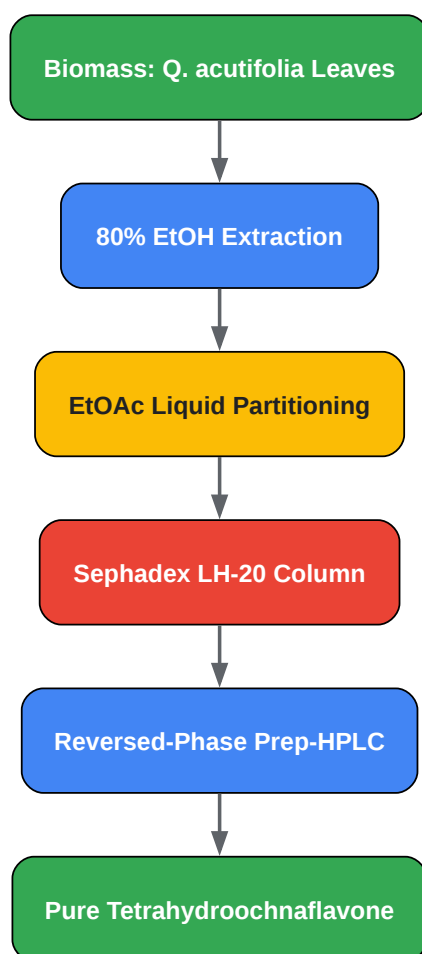 Biomass: Q. acutifolia Leaves
80% EtOH Extraction
EtOAc Liquid Partitioning
Sephadex LH-20 Column
Reversed-Phase Prep-HPLC
Pure Tetrahydroochnaflavone